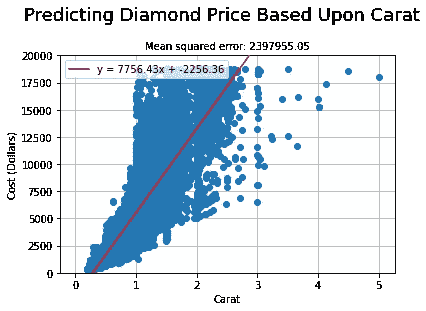 Predicting Diamond Price Based Upon Carat
Mean squared error: 2397955.05
y = 7756.43x + -2256.36
Cost (Dollars)
20000
17500
15000
12500
10000
7500
5000
2500
0
0 1 2 3 4 5
Carat